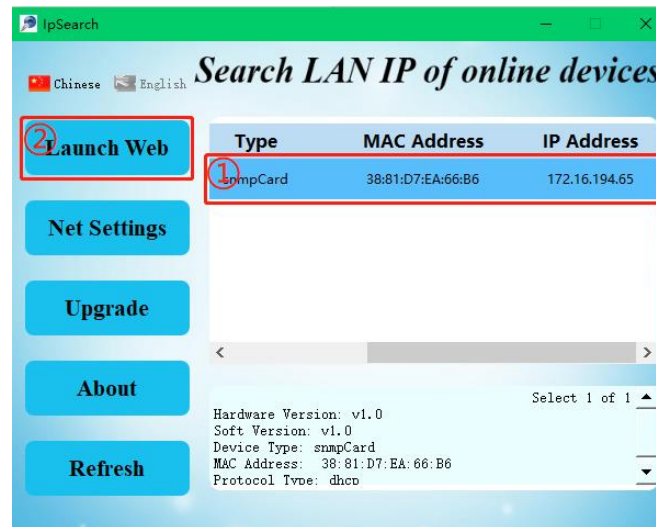 IpSearch
Chinese English
Search LAN IP of online devices
② Launch Web
Net Settings
Upgrade
About
Refresh
Type MAC Address IP Address
① snmpCard 38:81:D7:EA:66:B6 172.16.194.65
Select 1 of 1
Hardware Version: v1.0
Soft Version: v1.0
Device Type: snmpCard
MAC Address: 38:81:D7:EA:66:B6
Protocol Type: dhcp